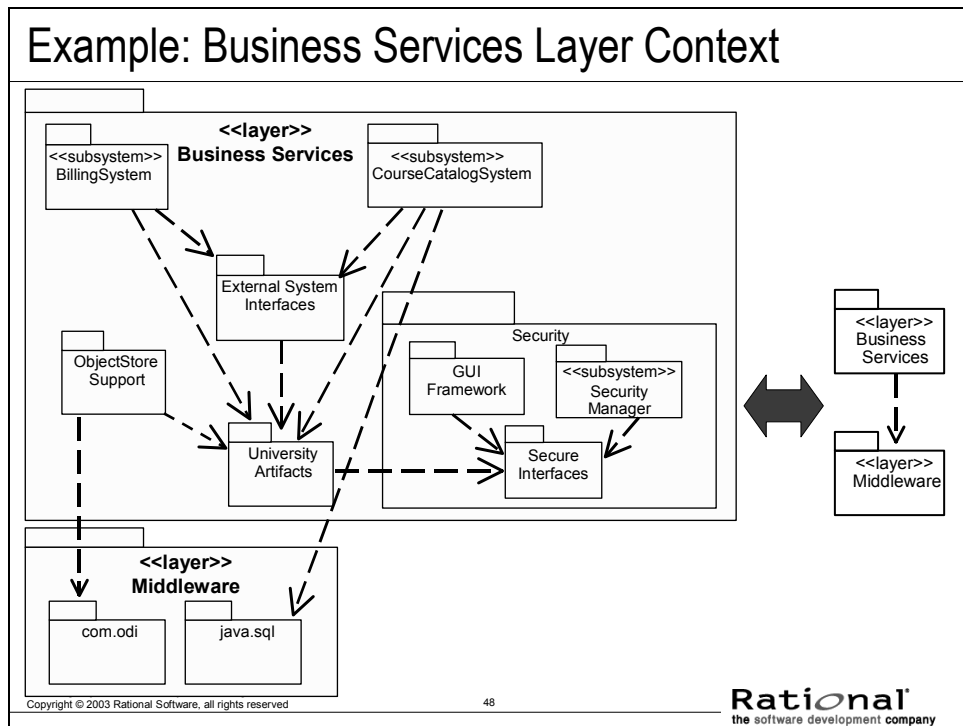 Example: Business Services Layer Context
<<layer>>
Business Services
<<subsystem>>
BillingSystem
<<subsystem>>
CourseCatalogSystem
External System
Interfaces
Security
ObjectStore
Support
GUI
Framework
<<subsystem>>
Security
Manager
University
Artifacts
Secure
Interfaces
<<layer>>
Business
Services
<<layer>>
Middleware
<<layer>>
Middleware
com.odi
java.sql
Copyright © 2003 Rational Software, all rights reserved
48
Rational
the software development company